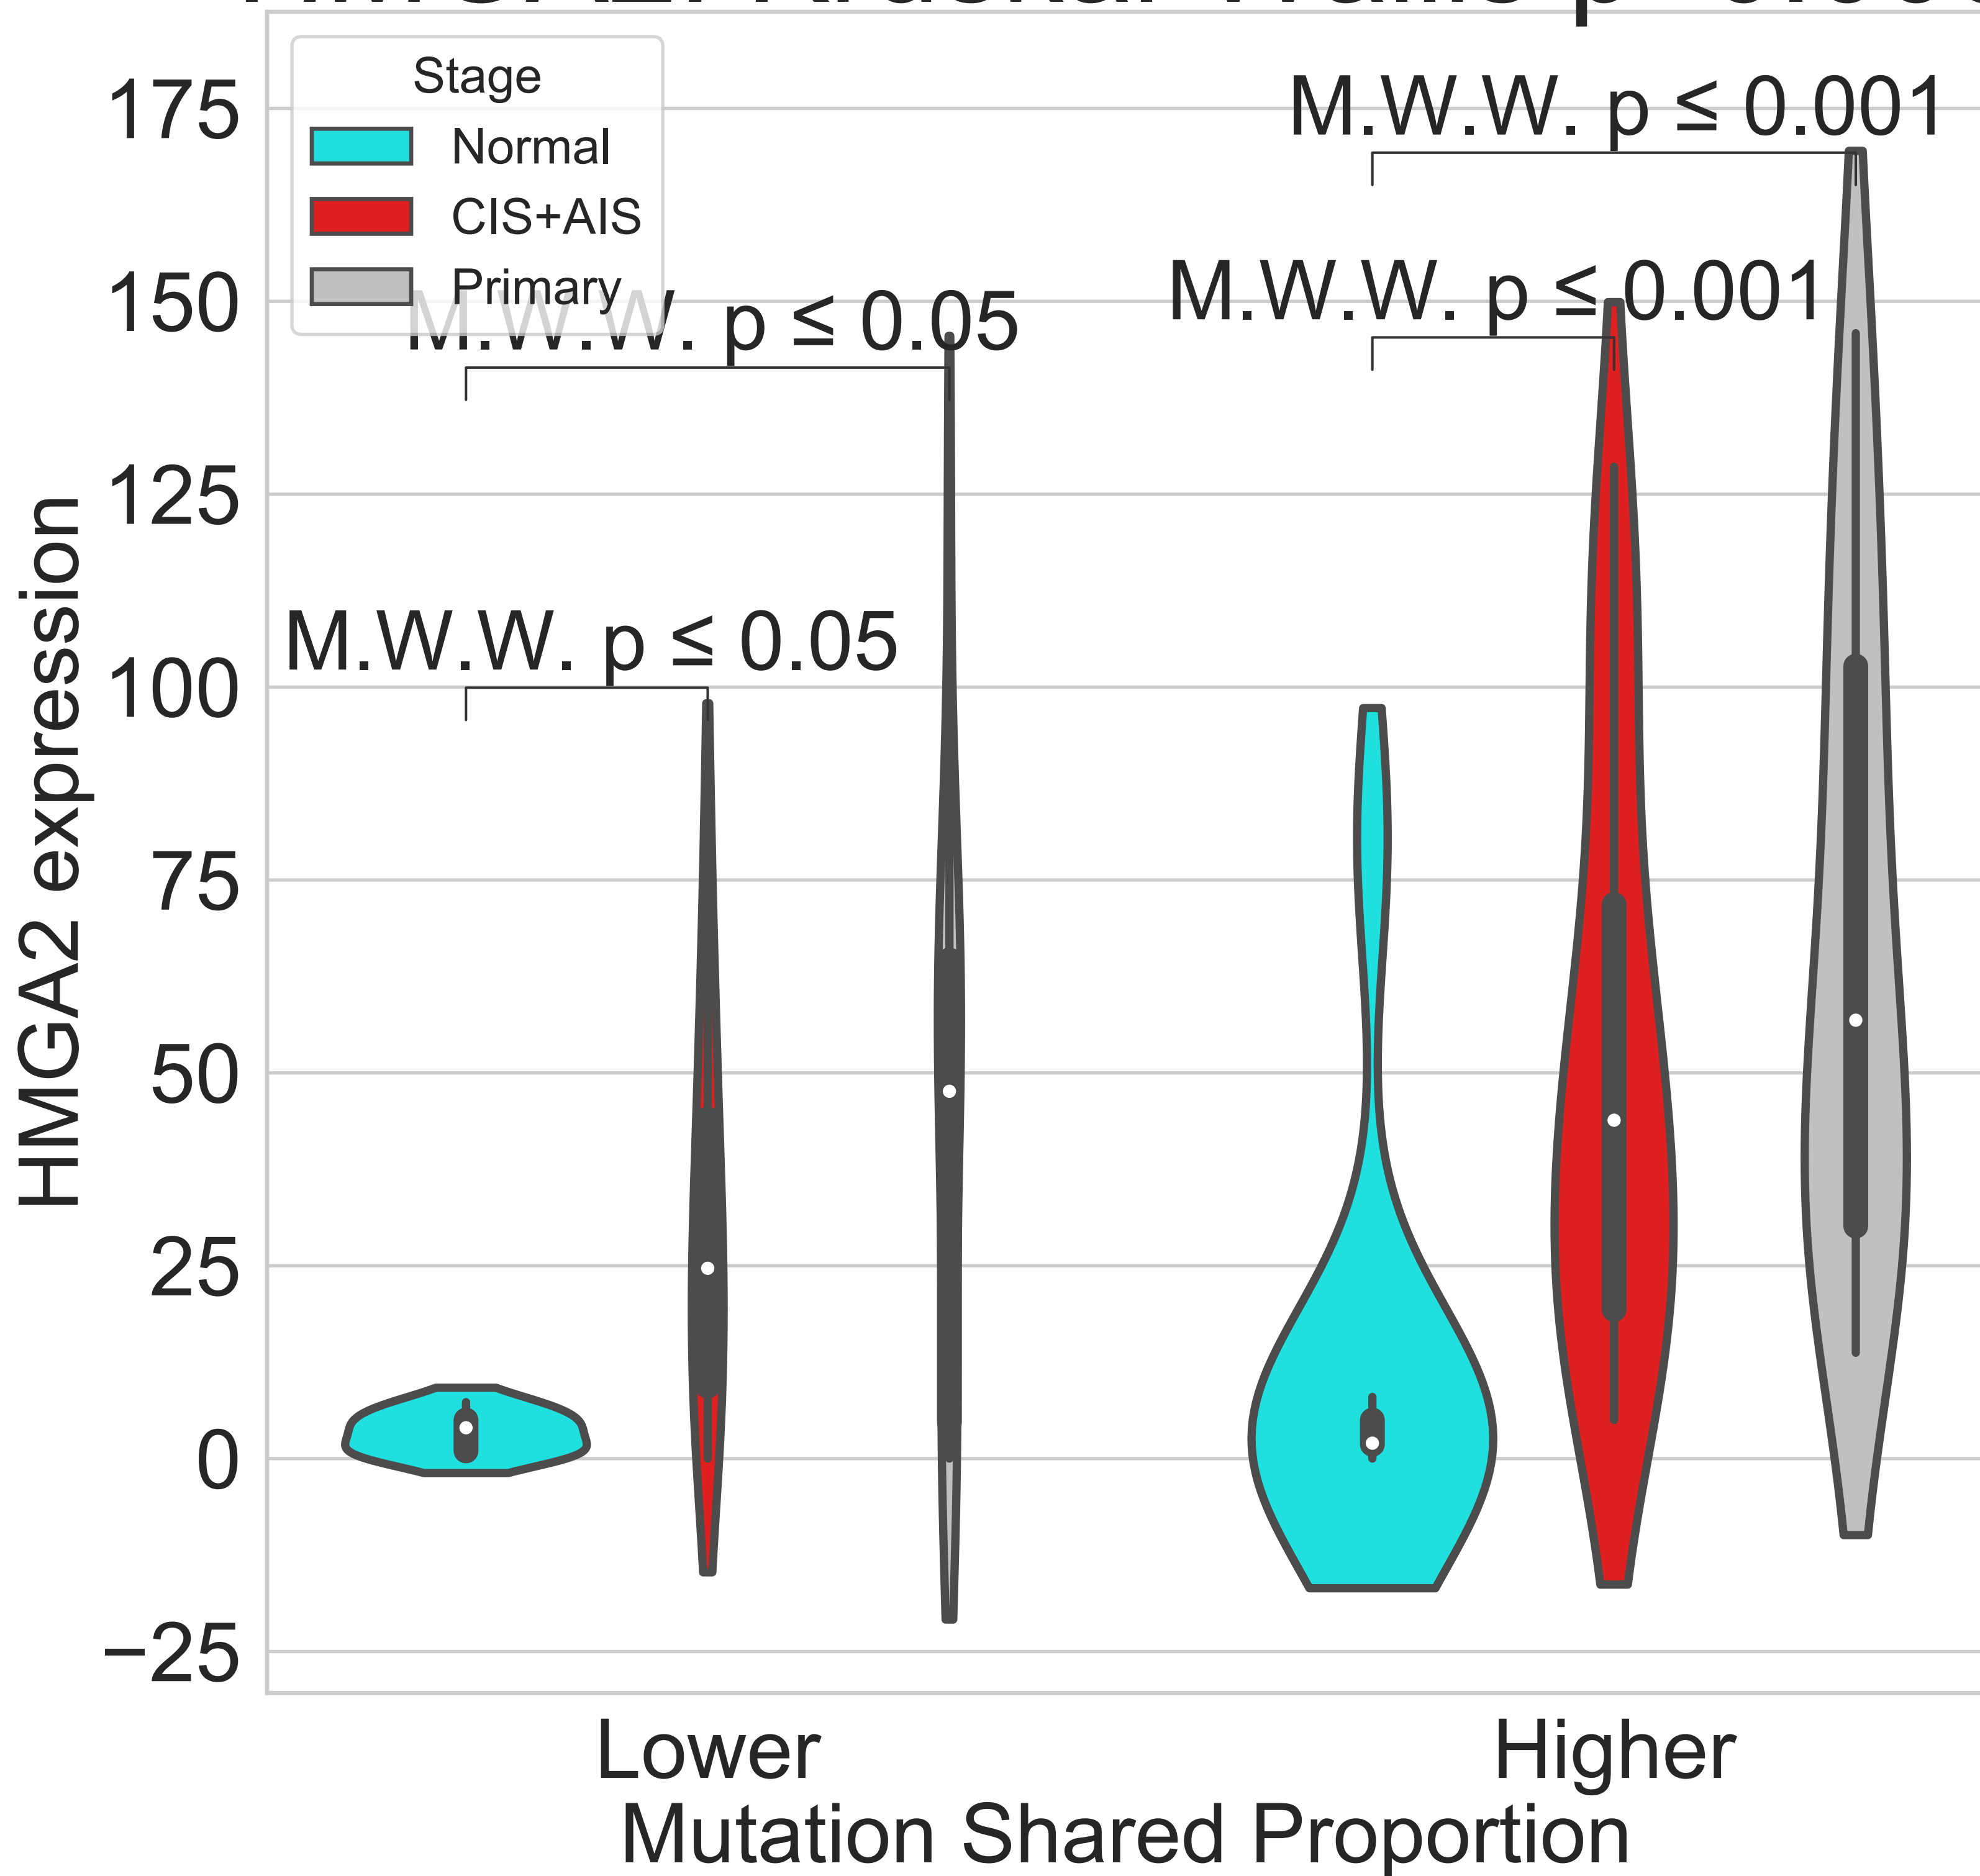 175
150
125
100
75
50
25
0
−25
HMGA2 expression
Stage
Normal
CIS+AIS
Primary
M.W.W. p ≤ 0.001
M.W.W. p ≤ 0.001
M.W.W. p ≤ 0.05
M.W.W. p ≤ 0.05
Lower
Higher
Mutation Shared Proportion